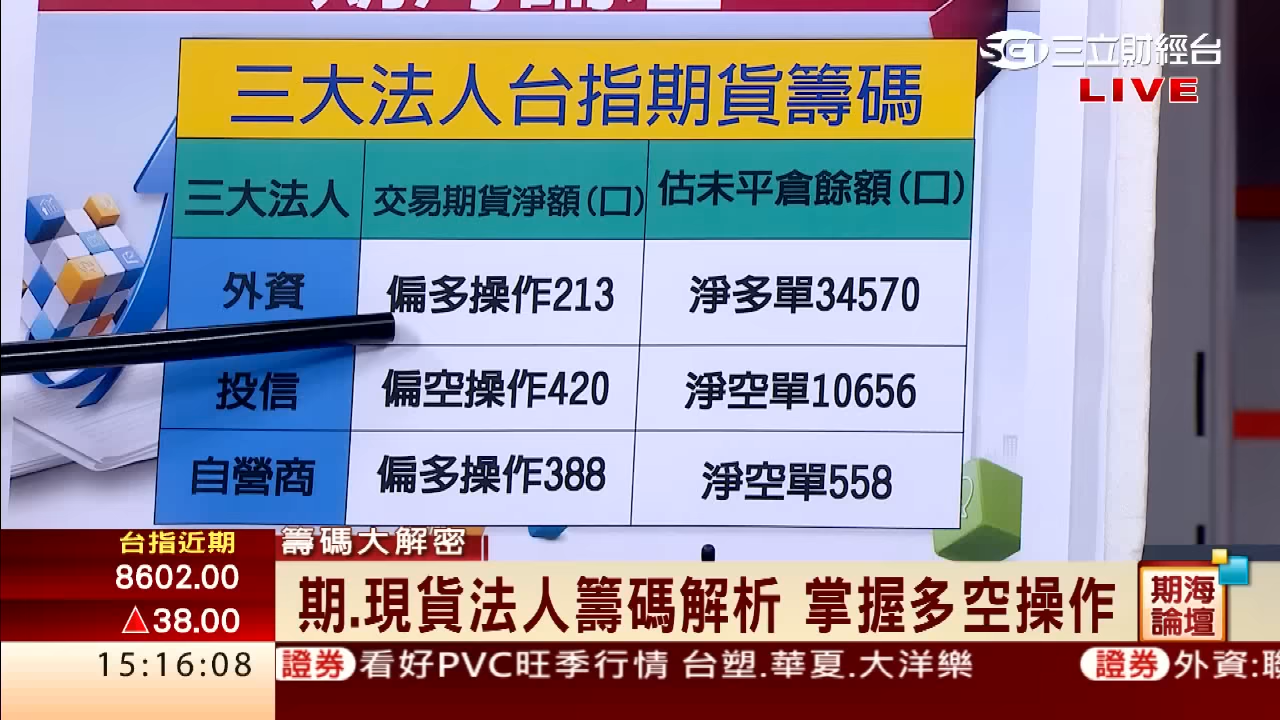 SET三立財經台
LIVE
三大法人台指期貨籌碼
三大法人 交易期貨淨額(口) 估未平倉餘額(口)
外資 偏多操作213 淨多單34570
投信 偏空操作420 淨空單10656
自營商 偏多操作388 淨空單558
台指近期
8602.00
△38.00
15:16:08
籌碼大解密
期.現貨法人籌碼解析 掌握多空操作
期海
論壇
證券 看好PVC旺季行情 台塑.華夏.大洋樂
證券 外資:聯